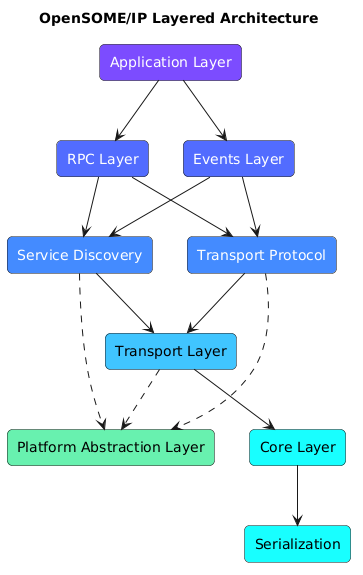 OpenSOME/IP Layered Architecture
Application Layer
RPC Layer
Events Layer
Service Discovery
Transport Protocol
Transport Layer
Platform Abstraction Layer
Core Layer
Serialization